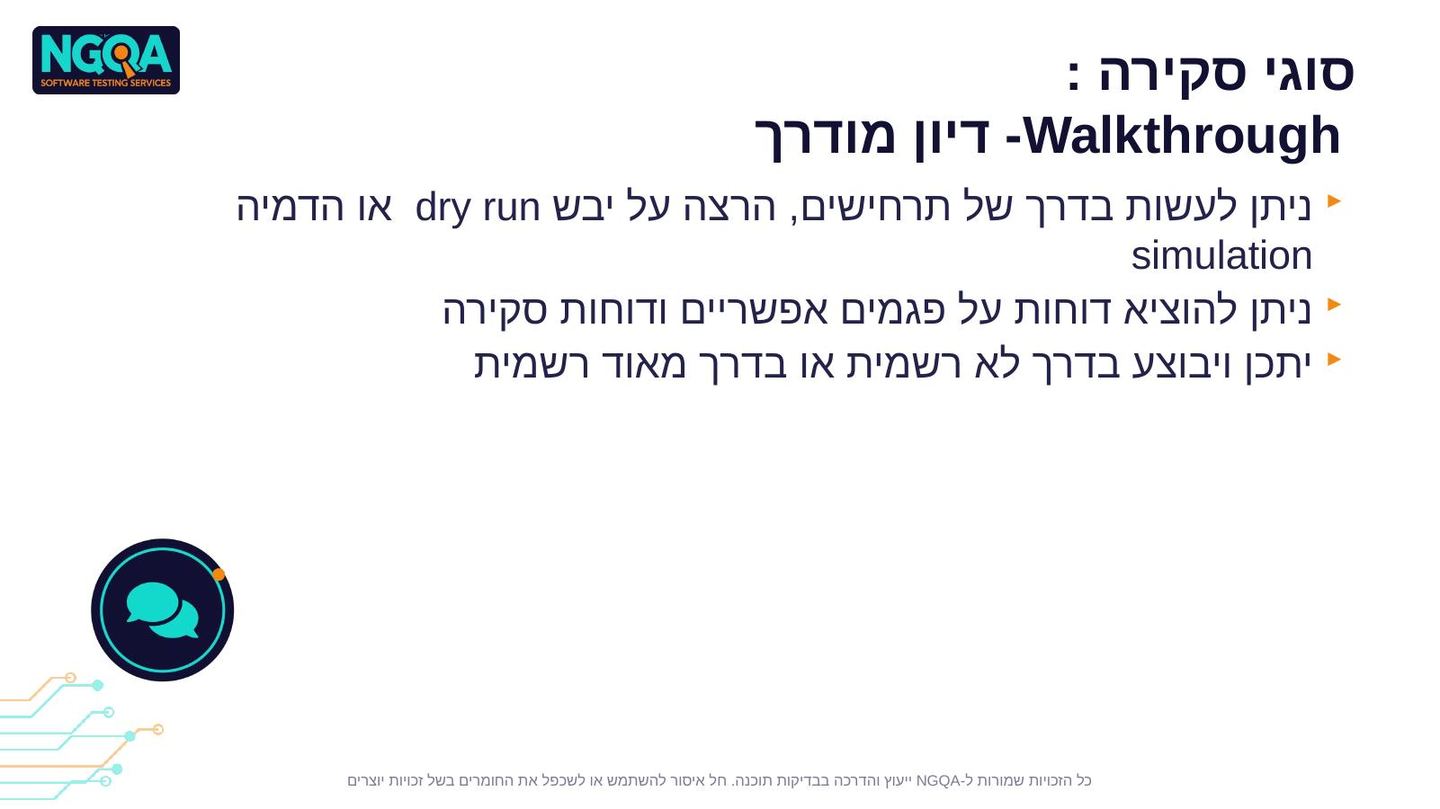 NGQA
SOFTWARE TESTING SERVICES
סוגי סקירה :
Walkthrough- דיון מודרך
ניתן לעשות בדרך של תרחישים, הרצה על יבש dry run  או הדמיה
simulation
ניתן להוציא דוחות על פגמים אפשריים ודוחות סקירה
יתכן ויבוצע בדרך לא רשמית או בדרך מאוד רשמית
כל הזכויות שמורות ל-NGQA ייעוץ והדרכה בבדיקות תוכנה. חל איסור להשתמש או לשכפל את החומרים בשל זכויות יוצרים